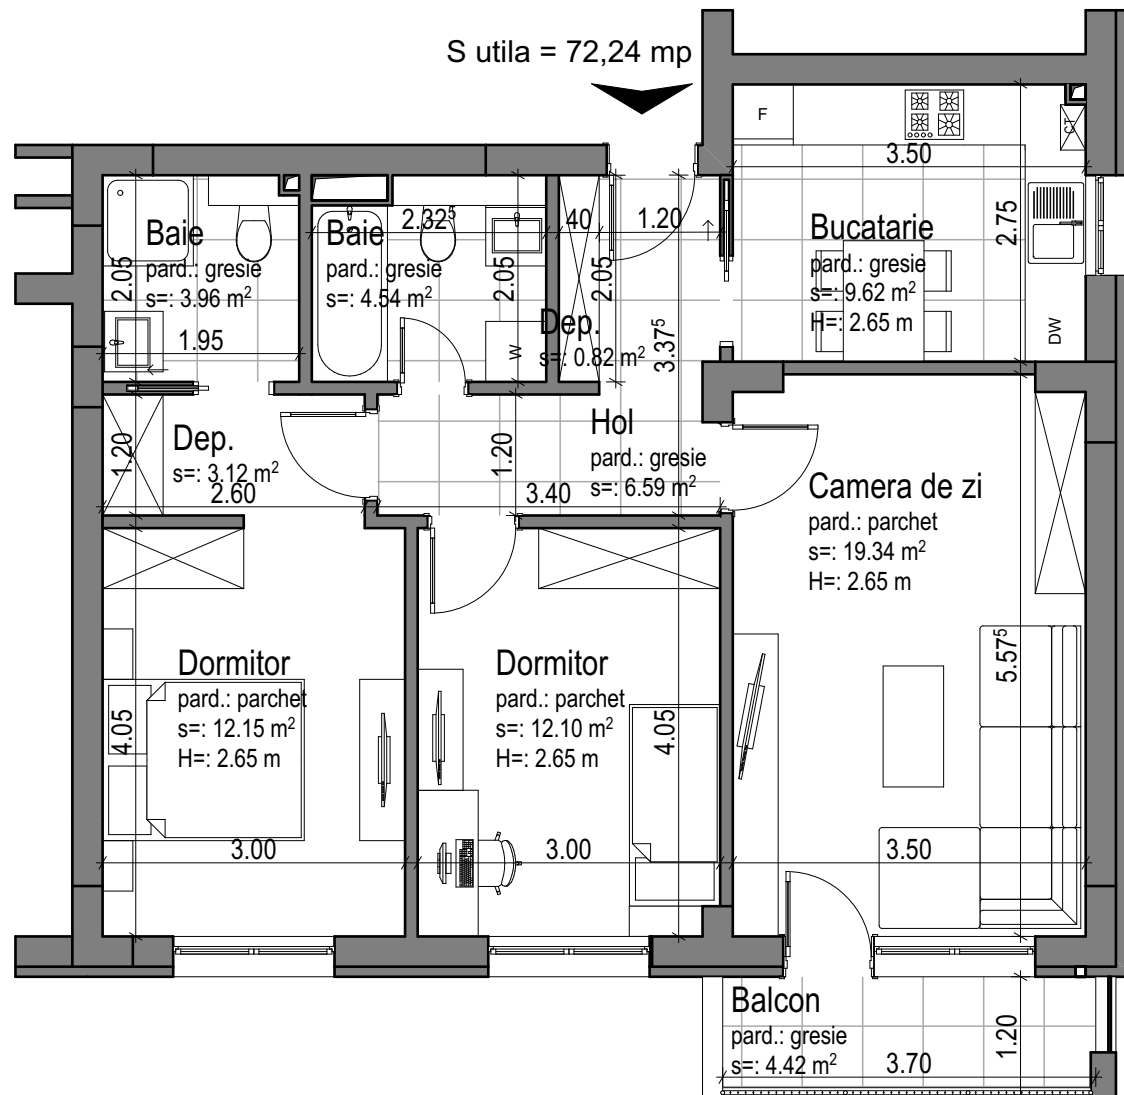 S utila = 72,24 mp
F
CT
3.50
Baie
pard.: gresie
s=: 3.96 m²
2.05
1.95
2.32⁵
Baie
pard.: gresie
s=: 4.54 m²
2.05
W
40
1.20
2.05
3.37⁵
Dep.
s=: 0.82 m²
Bucatarie
pard.: gresie
s=: 9.62 m²
H=: 2.65 m
2.75
DW
Dep.
s=: 3.12 m²
1.20
2.60
Hol
pard.: gresie
s=: 6.59 m²
1.20
3.40
Camera de zi
pard.: parchet
s=: 19.34 m²
H=: 2.65 m
5.57⁵
3.50
Dormitor
pard.: parchet
s=: 12.15 m²
H=: 2.65 m
4.05
3.00
Dormitor
pard.: parchet
s=: 12.10 m²
H=: 2.65 m
4.05
3.00
Balcon
pard.: gresie
s=: 4.42 m²
3.70
1.20